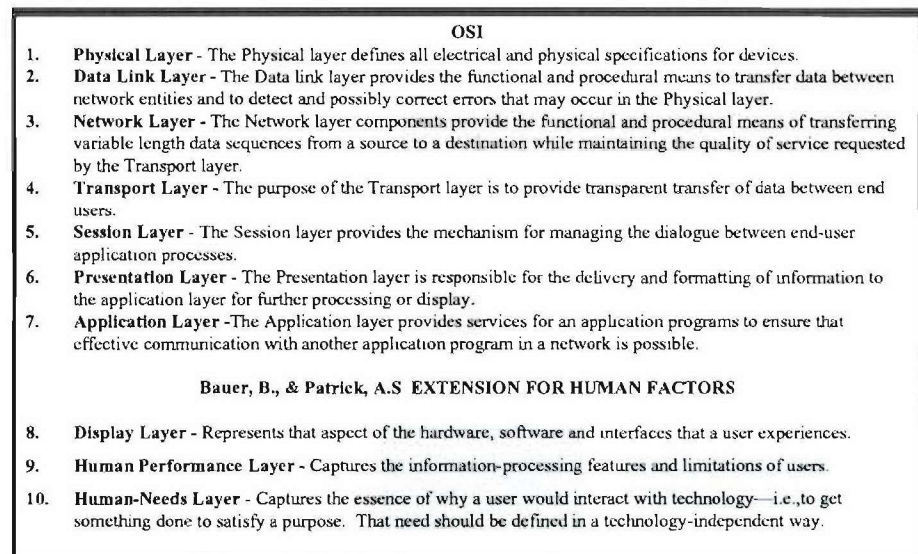 OSI
1. Physical Layer - The Physical layer defines all electrical and physical specifications for devices.
2. Data Link Layer - The Data link layer provides the functional and procedural means to transfer data between
network entities and to detect and possibly correct errors that may occur in the Physical layer.
3. Network Layer - The Network layer components provide the functional and procedural means of transferring
variable length data sequences from a source to a destination while maintaining the quality of service requested
by the Transport layer.
4. Transport Layer - The purpose of the Transport layer is to provide transparent transfer of data between end
users.
5. Session Layer - The Session layer provides the mechanism for managing the dialogue between end-user
application processes.
6. Presentation Layer - The Presentation layer is responsible for the delivery and formatting of information to
the application layer for further processing or display.
7. Application Layer -The Application layer provides services for an application programs to ensure that
effective communication with another application program in a network is possible.
Bauer, B., & Patrick, A.S EXTENSION FOR HUMAN FACTORS
8. Display Layer - Represents that aspect of the hardware, software and interfaces that a user experiences.
9. Human Performance Layer - Captures the information-processing features and limitations of users.
10. Human-Needs Layer - Captures the essence of why a user would interact with technology—i.e.,to get
something done to satisfy a purpose. That need should be defined in a technology-independent way.